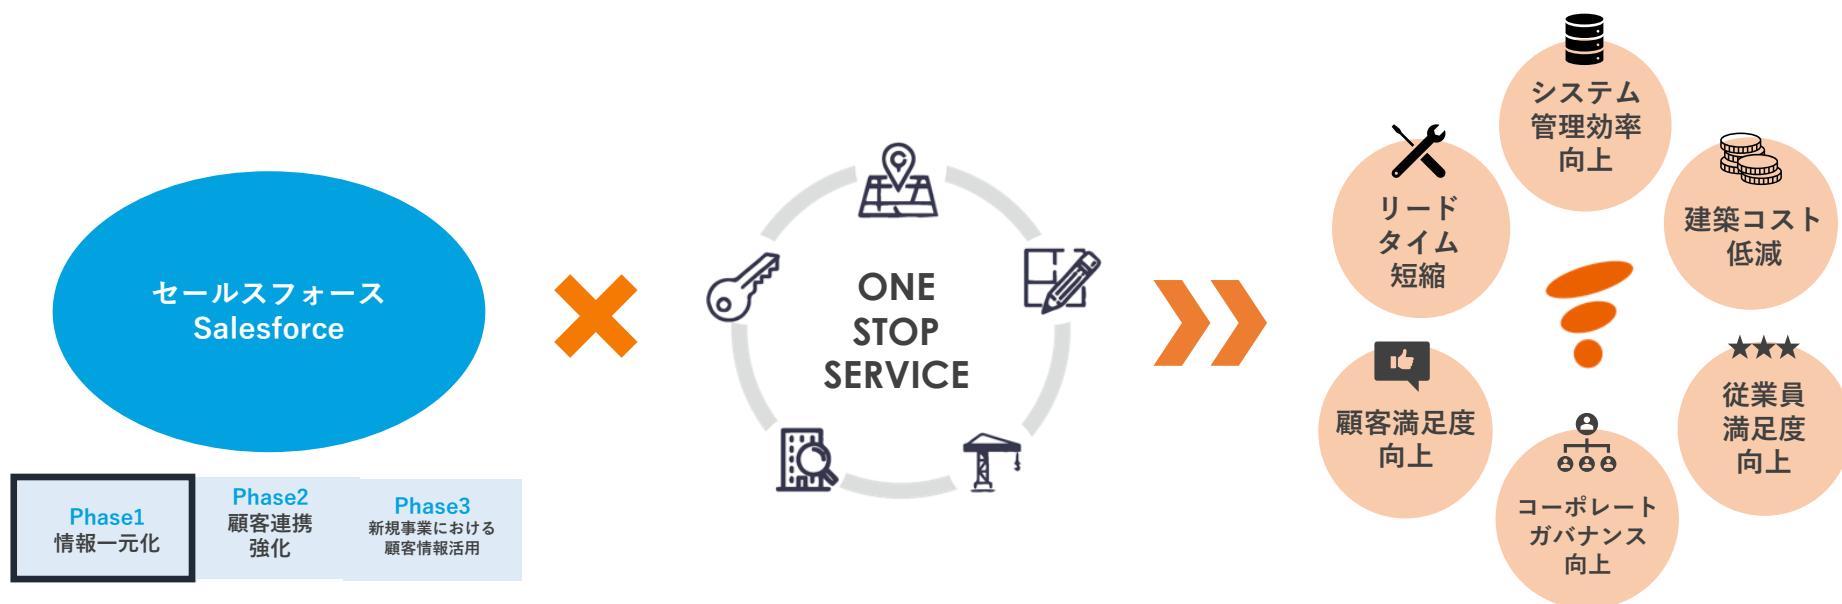 セールスフォース
Salesforce
Phase1
情報一元化
Phase2
顧客連携
強化
Phase3
新規事業における
顧客情報活用
ONE
STOP
SERVICE
システム
管理効率
向上
リード
タイム
短縮
建築コスト
低減
顧客満足度
向上
従業員
満足度
向上
コーポレート
ガバナンス
向上